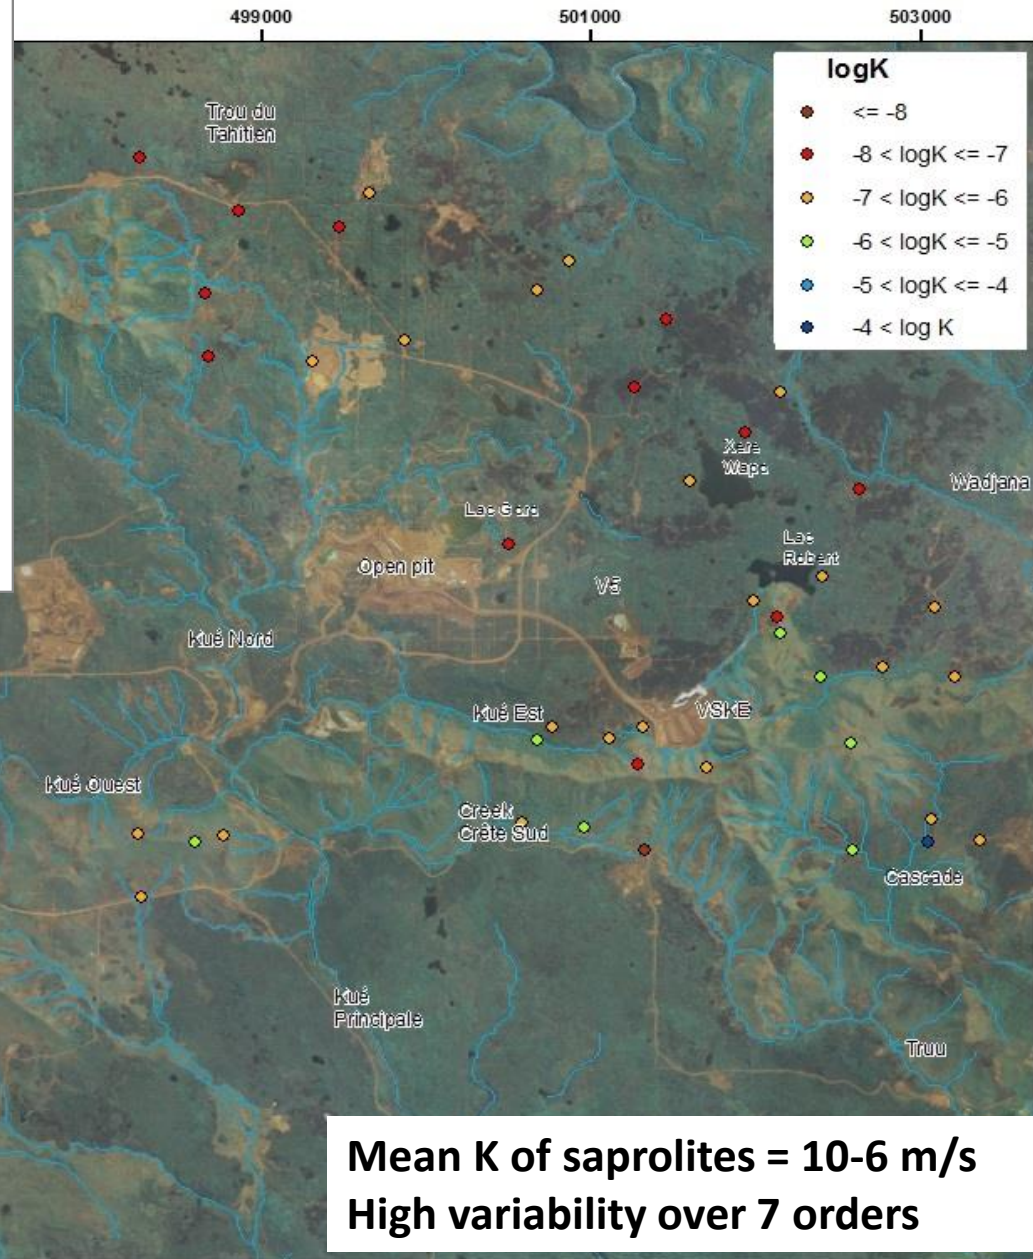 499000
501000
503000
logK
<= -8
-8 < logK <= -7
-7 < logK <= -6
-6 < logK <= -5
-5 < logK <= -4
-4 < log K
Trou du
Tahitien
Xere
Wapo
Wadjana
Lac Goro
Lac
Robert
Open pit
V5
Kué Nord
VSKE
Kué Est
Kué Ouest
Creek
Crête Sud
Cascade
Kué
Principale
Truu
Mean K of saprolites = 10-6 m/s
High variability over 7 orders